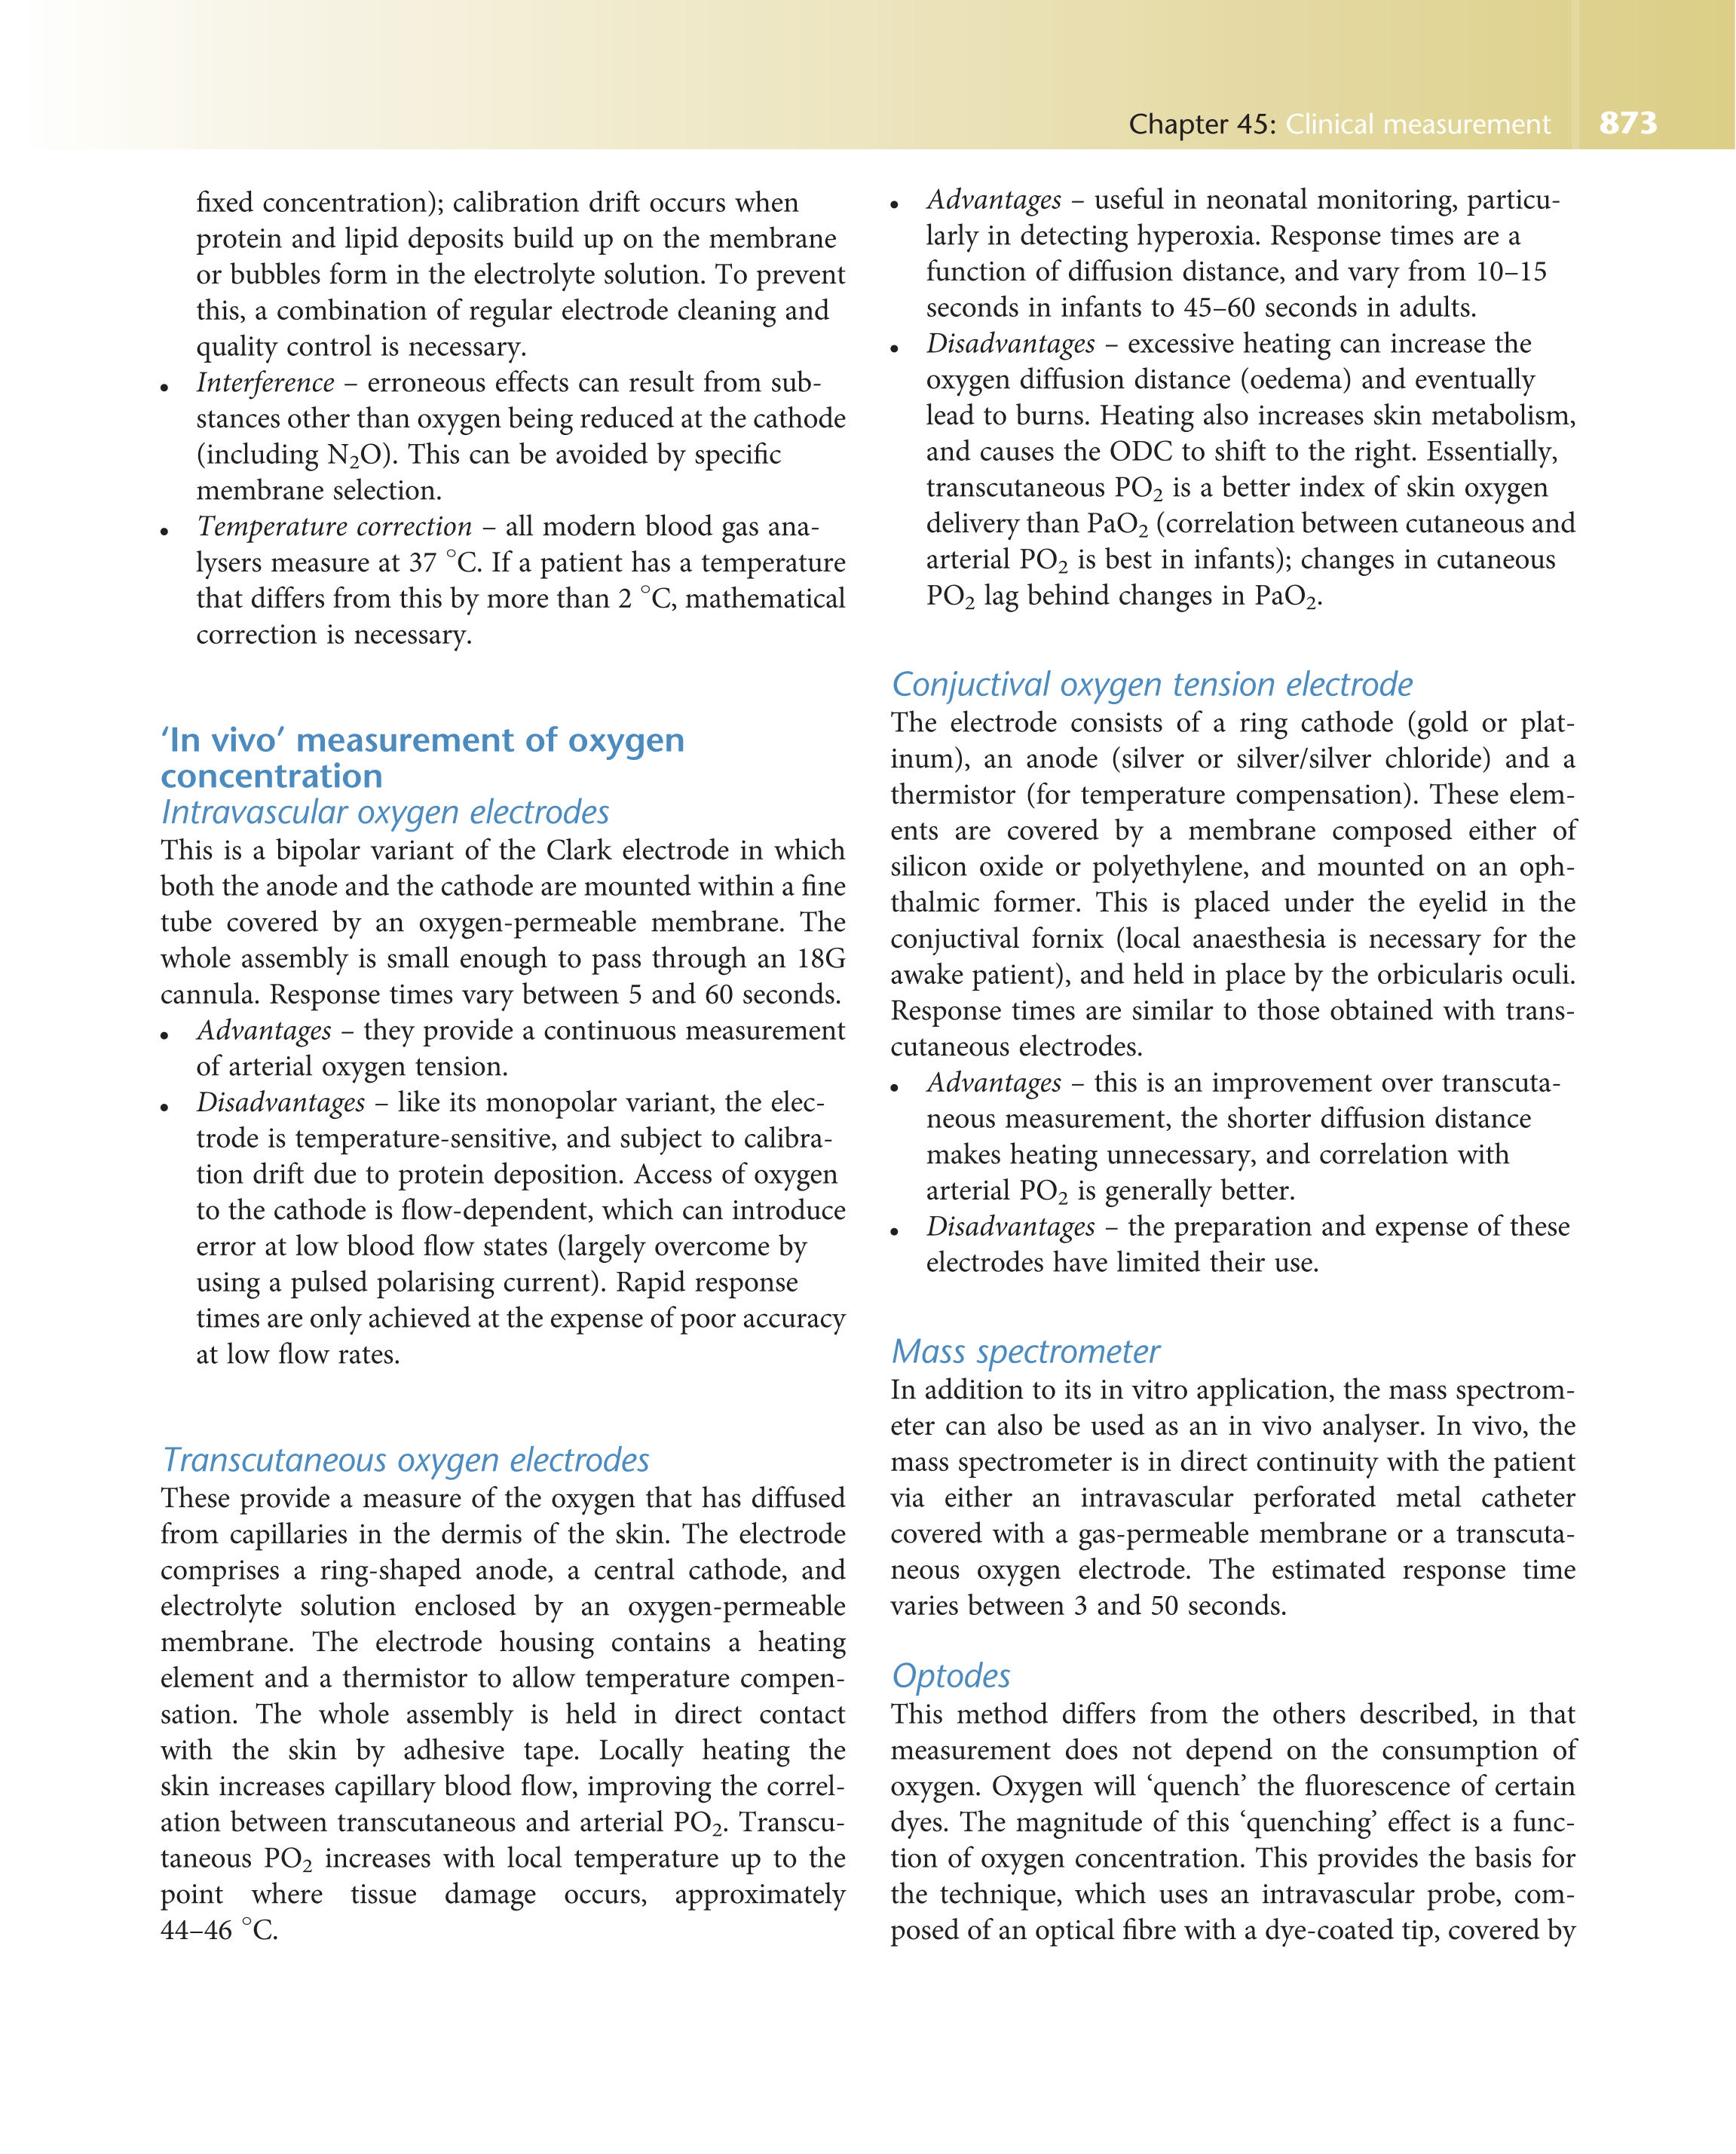 Chapter 45: Clinical measurement 873
fixed concentration); calibration drift occurs when
protein and lipid deposits build up on the membrane
or bubbles form in the electrolyte solution. To prevent
this, a combination of regular electrode cleaning and
quality control is necessary.
• Interference – erroneous effects can result from sub-
stances other than oxygen being reduced at the cathode
(including N₂O). This can be avoided by specific
membrane selection.
• Temperature correction – all modern blood gas ana-
lysers measure at 37 °C. If a patient has a temperature
that differs from this by more than 2 °C, mathematical
correction is necessary.
‘In vivo’ measurement of oxygen
concentration
Intravascular oxygen electrodes
This is a bipolar variant of the Clark electrode in which
both the anode and the cathode are mounted within a fine
tube covered by an oxygen-permeable membrane. The
whole assembly is small enough to pass through an 18G
cannula. Response times vary between 5 and 60 seconds.
• Advantages – they provide a continuous measurement
of arterial oxygen tension.
• Disadvantages – like its monopolar variant, the elec-
trode is temperature-sensitive, and subject to calibra-
tion drift due to protein deposition. Access of oxygen
to the cathode is flow-dependent, which can introduce
error at low blood flow states (largely overcome by
using a pulsed polarising current). Rapid response
times are only achieved at the expense of poor accuracy
at low flow rates.
Transcutaneous oxygen electrodes
These provide a measure of the oxygen that has diffused
from capillaries in the dermis of the skin. The electrode
comprises a ring-shaped anode, a central cathode, and
electrolyte solution enclosed by an oxygen-permeable
membrane. The electrode housing contains a heating
element and a thermistor to allow temperature compen-
sation. The whole assembly is held in direct contact
with the skin by adhesive tape. Locally heating the
skin increases capillary blood flow, improving the correl-
ation between transcutaneous and arterial PO₂. Transcu-
taneous PO₂ increases with local temperature up to the
point where tissue damage occurs, approximately
44–46 °C.
• Advantages – useful in neonatal monitoring, particu-
larly in detecting hyperoxia. Response times are a
function of diffusion distance, and vary from 10–15
seconds in infants to 45–60 seconds in adults.
• Disadvantages – excessive heating can increase the
oxygen diffusion distance (oedema) and eventually
lead to burns. Heating also increases skin metabolism,
and causes the ODC to shift to the right. Essentially,
transcutaneous PO₂ is a better index of skin oxygen
delivery than PaO₂ (correlation between cutaneous and
arterial PO₂ is best in infants); changes in cutaneous
PO₂ lag behind changes in PaO₂.
Conjuctival oxygen tension electrode
The electrode consists of a ring cathode (gold or plat-
inum), an anode (silver or silver/silver chloride) and a
thermistor (for temperature compensation). These elem-
ents are covered by a membrane composed either of
silicon oxide or polyethylene, and mounted on an oph-
thalmic former. This is placed under the eyelid in the
conjuctival fornix (local anaesthesia is necessary for the
awake patient), and held in place by the orbicularis oculi.
Response times are similar to those obtained with trans-
cutaneous electrodes.
• Advantages – this is an improvement over transcuta-
neous measurement, the shorter diffusion distance
makes heating unnecessary, and correlation with
arterial PO₂ is generally better.
• Disadvantages – the preparation and expense of these
electrodes have limited their use.
Mass spectrometer
In addition to its in vitro application, the mass spectrom-
eter can also be used as an in vivo analyser. In vivo, the
mass spectrometer is in direct continuity with the patient
via either an intravascular perforated metal catheter
covered with a gas-permeable membrane or a transcuta-
neous oxygen electrode. The estimated response time
varies between 3 and 50 seconds.
Optodes
This method differs from the others described, in that
measurement does not depend on the consumption of
oxygen. Oxygen will ‘quench’ the fluorescence of certain
dyes. The magnitude of this ‘quenching’ effect is a func-
tion of oxygen concentration. This provides the basis for
the technique, which uses an intravascular probe, com-
posed of an optical fibre with a dye-coated tip, covered by